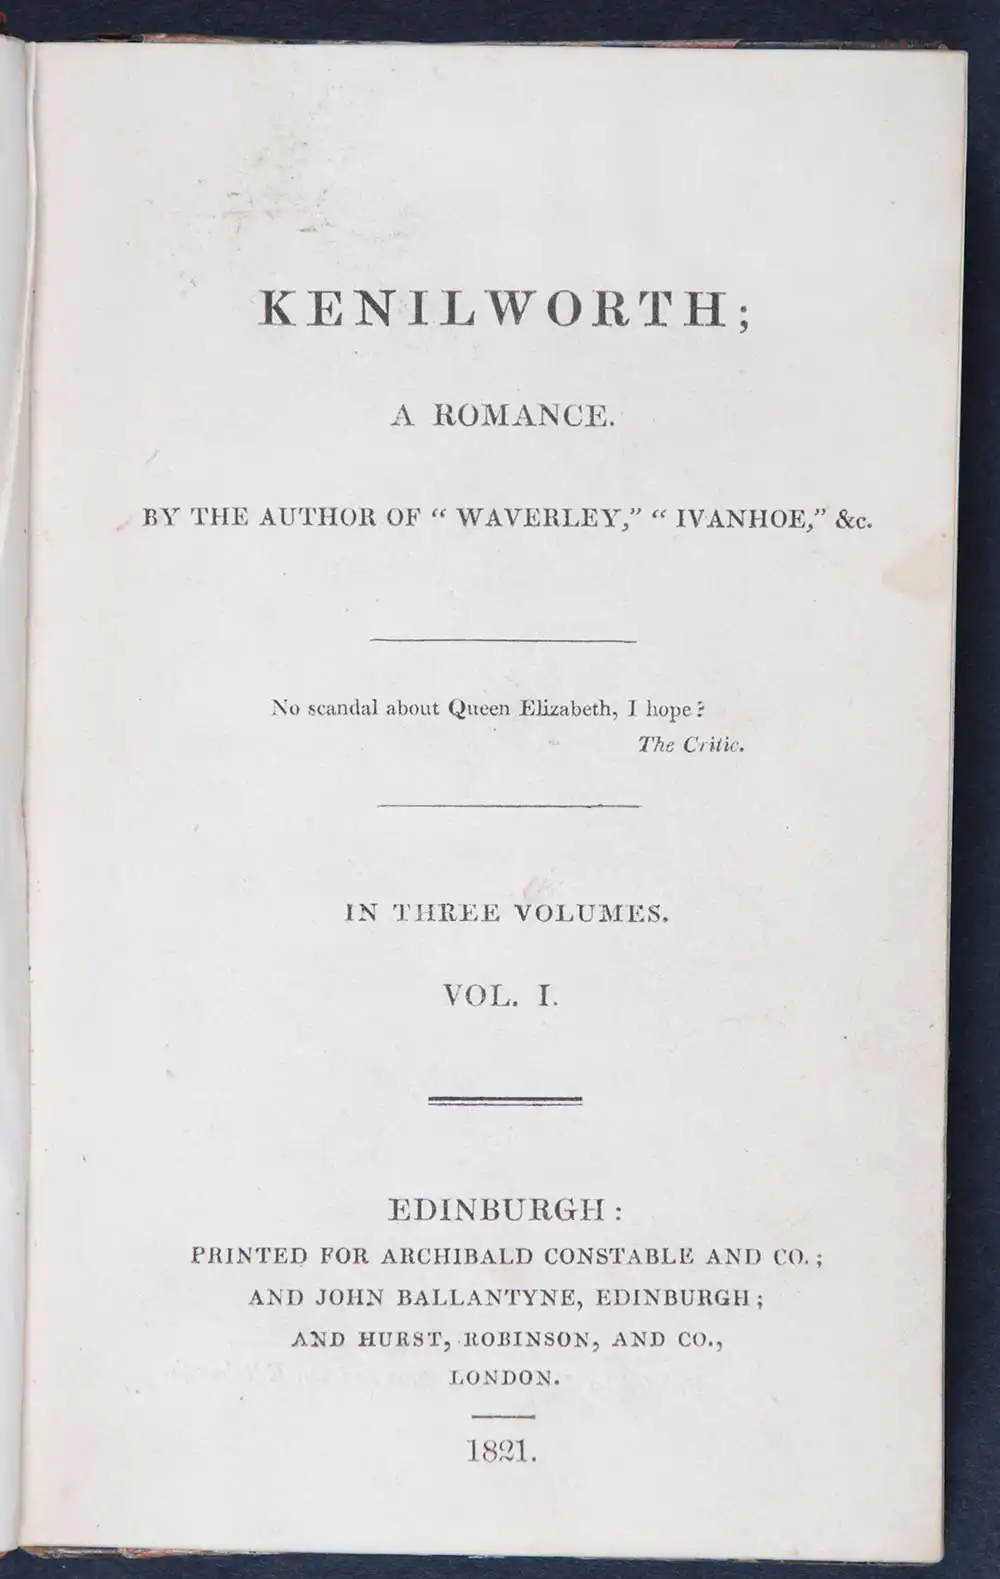 KENILWORTH;
A ROMANCE.
BY THE AUTHOR OF “ WAVERLEY,” “ IVANHOE,” &c.
No scandal about Queen Elizabeth, I hope?
The Critic.
IN THREE VOLUMES.
VOL. I.
EDINBURGH:
PRINTED FOR ARCHIBALD CONSTABLE AND CO.;
AND JOHN BALLANTYNE, EDINBURGH;
AND HURST, ROBINSON, AND CO.,
LONDON.
1821.